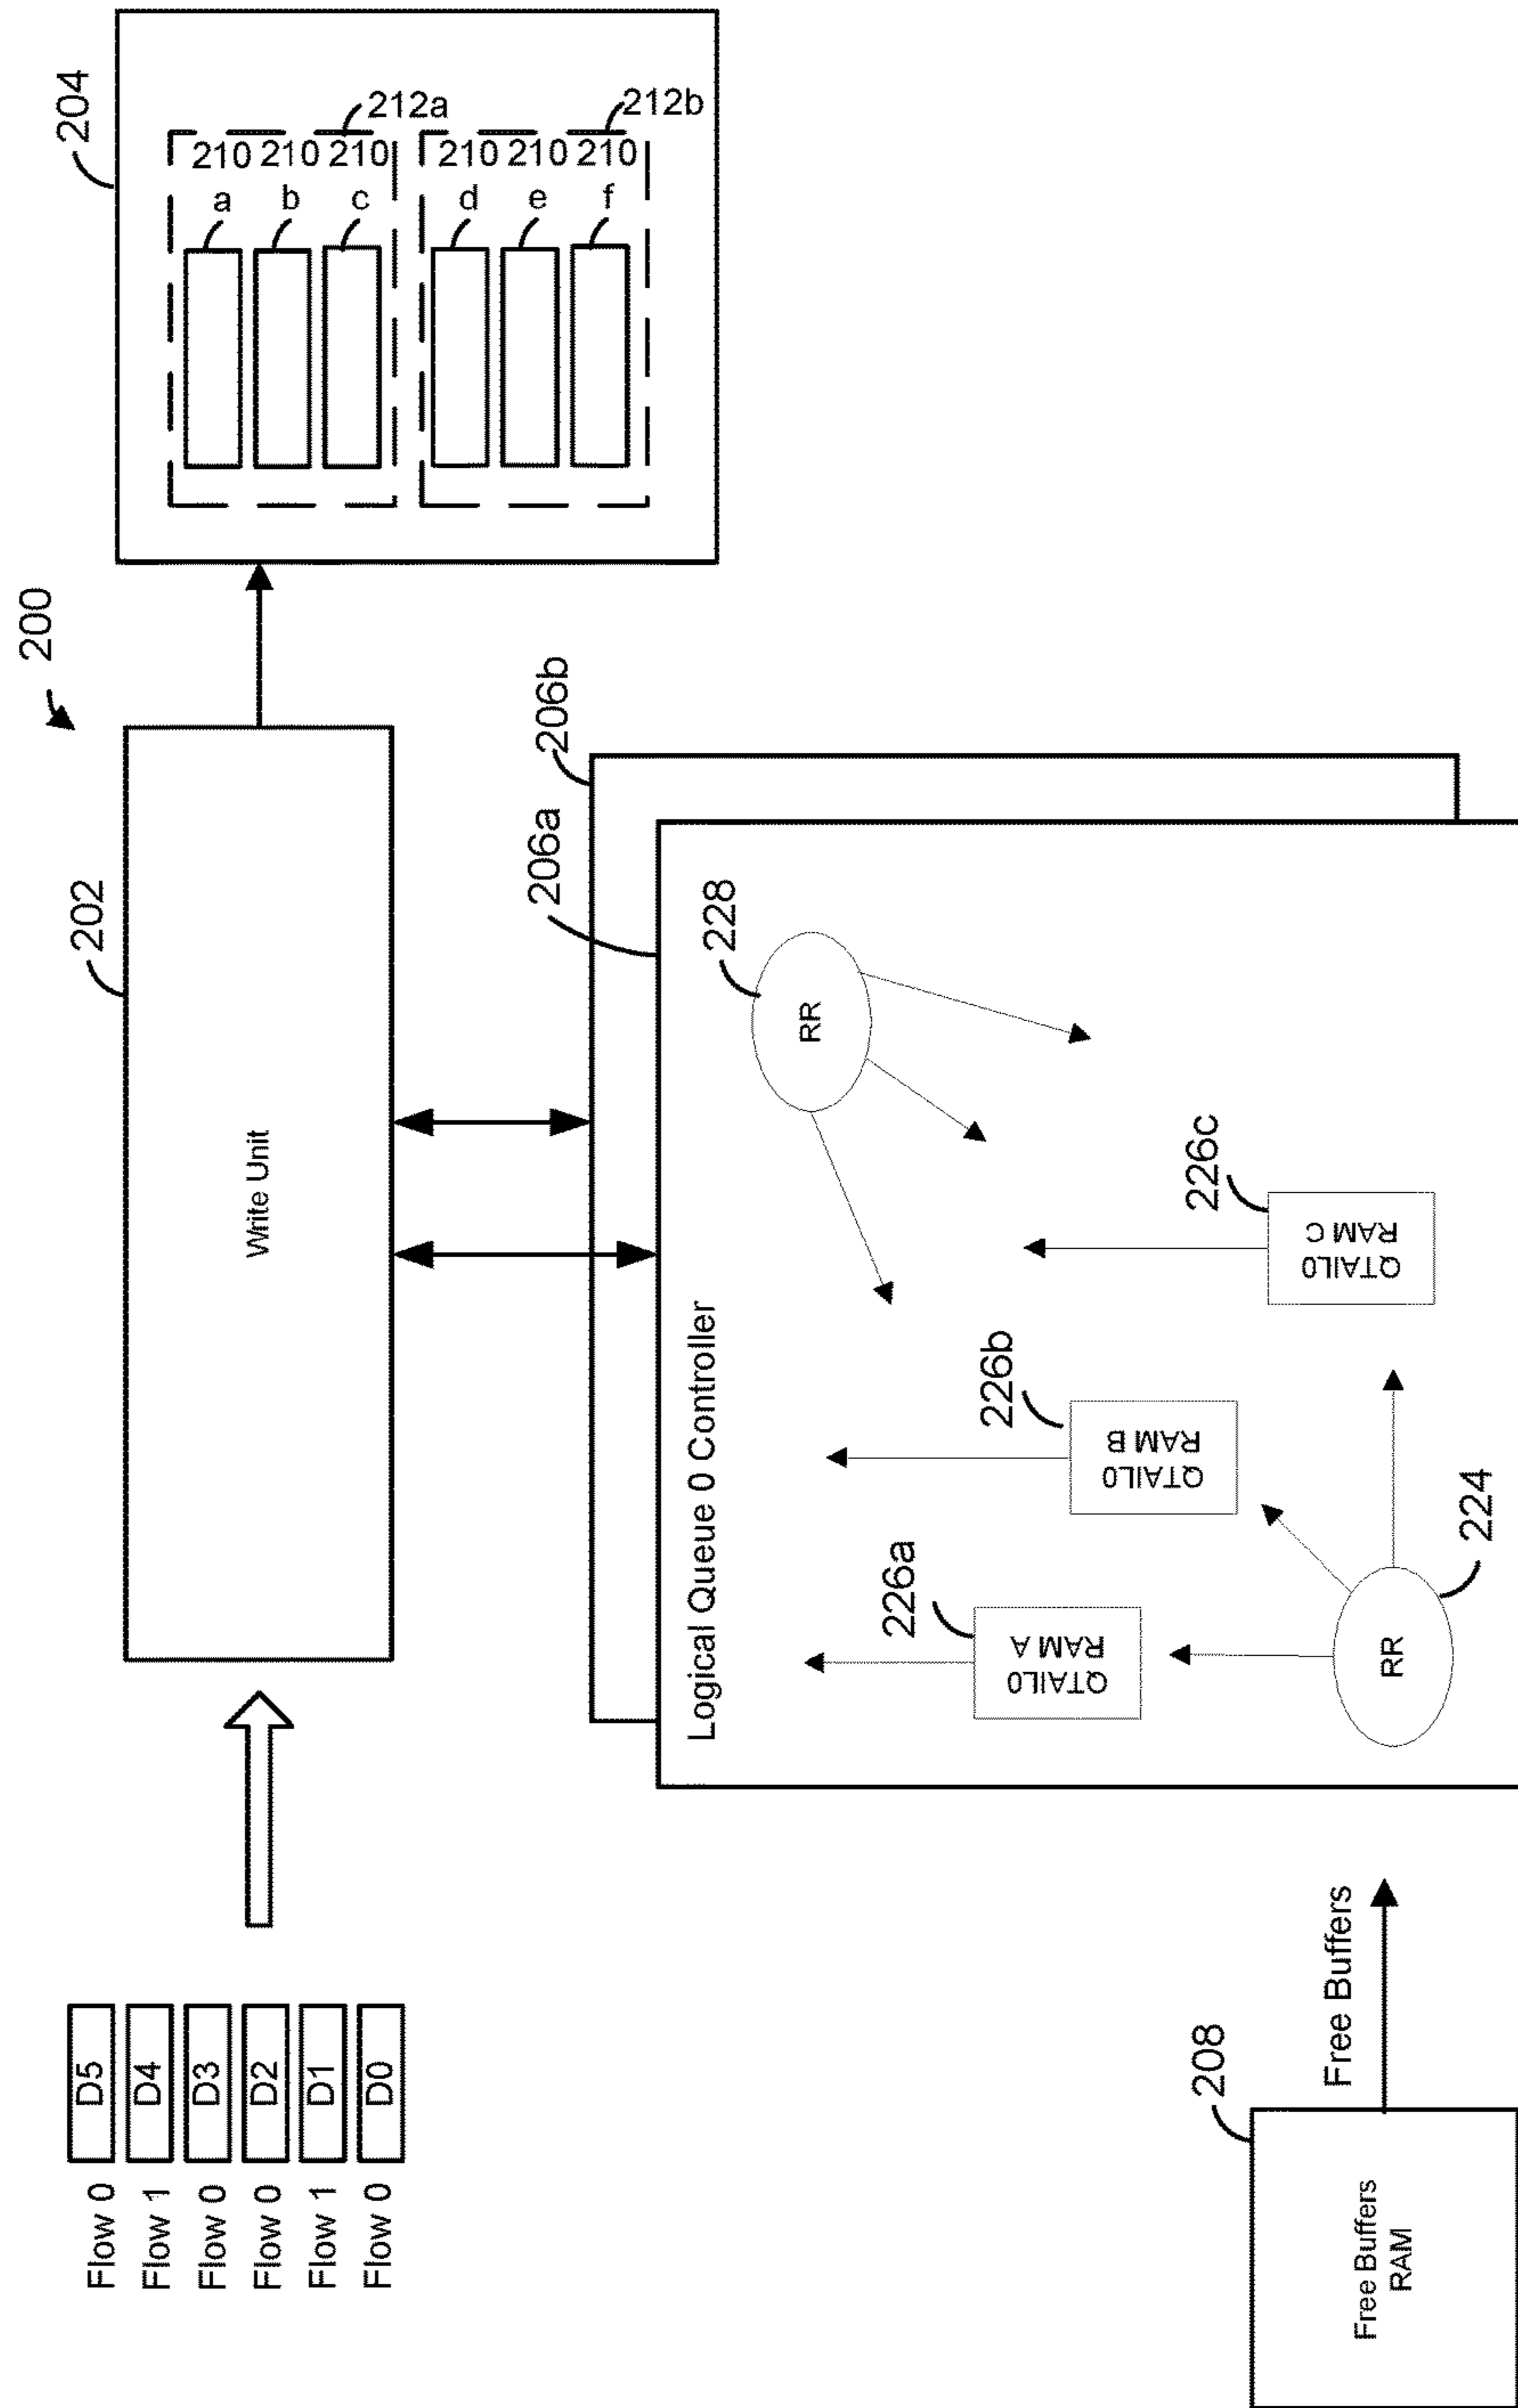 200
Flow 0 D5
Flow 1 D4
Flow 0 D3
Flow 0 D2
Flow 1 D1
Flow 0 D0
202
Write Unit
204
210 210 210 212a
a b c
210 210 210 212b
d e f
206a
206b
Logical Queue 0 Controller
228
RR
226a
QTAIL0
RAM A
226b
QTAIL0
RAM B
226c
QTAIL0
RAM C
RR
224
208
Free Buffers
RAM
Free Buffers